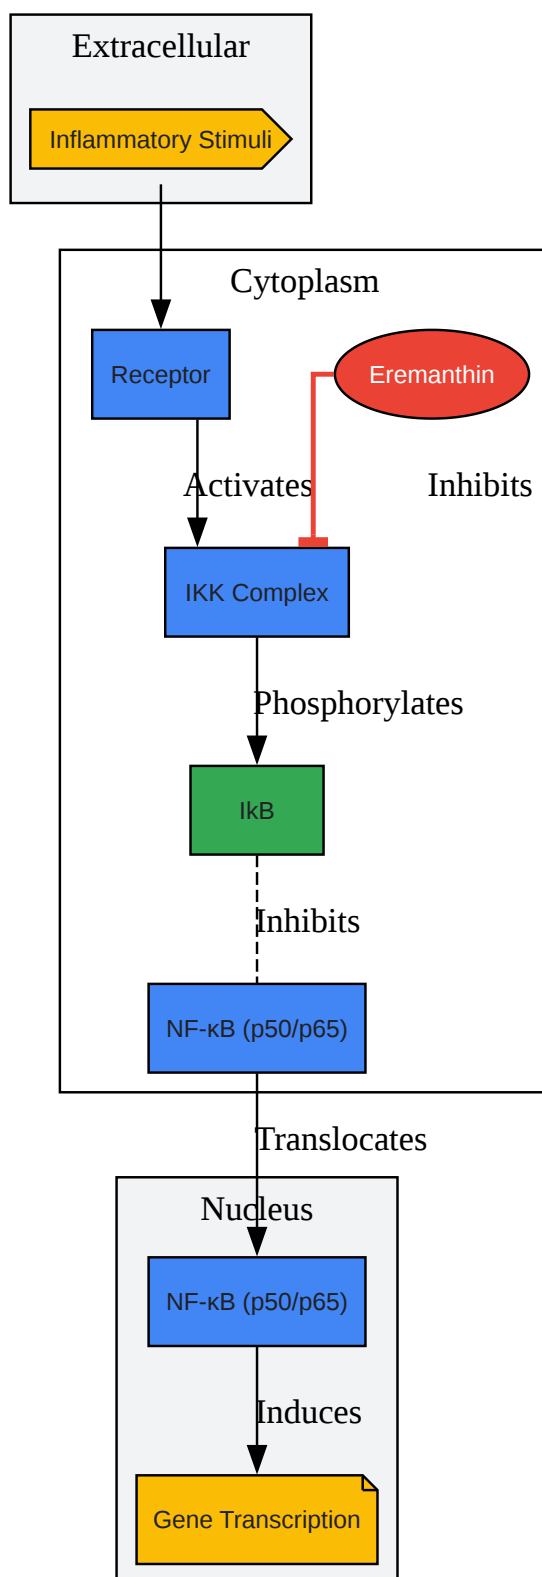 Extracellular
Inflammatory Stimuli
Cytoplasm
Receptor
Eremanthin
Activates
Inhibits
IKK Complex
Phosphorylates
IkB
Inhibits
NF-κB (p50/p65)
Translocates
Nucleus
NF-κB (p50/p65)
Induces
Gene Transcription